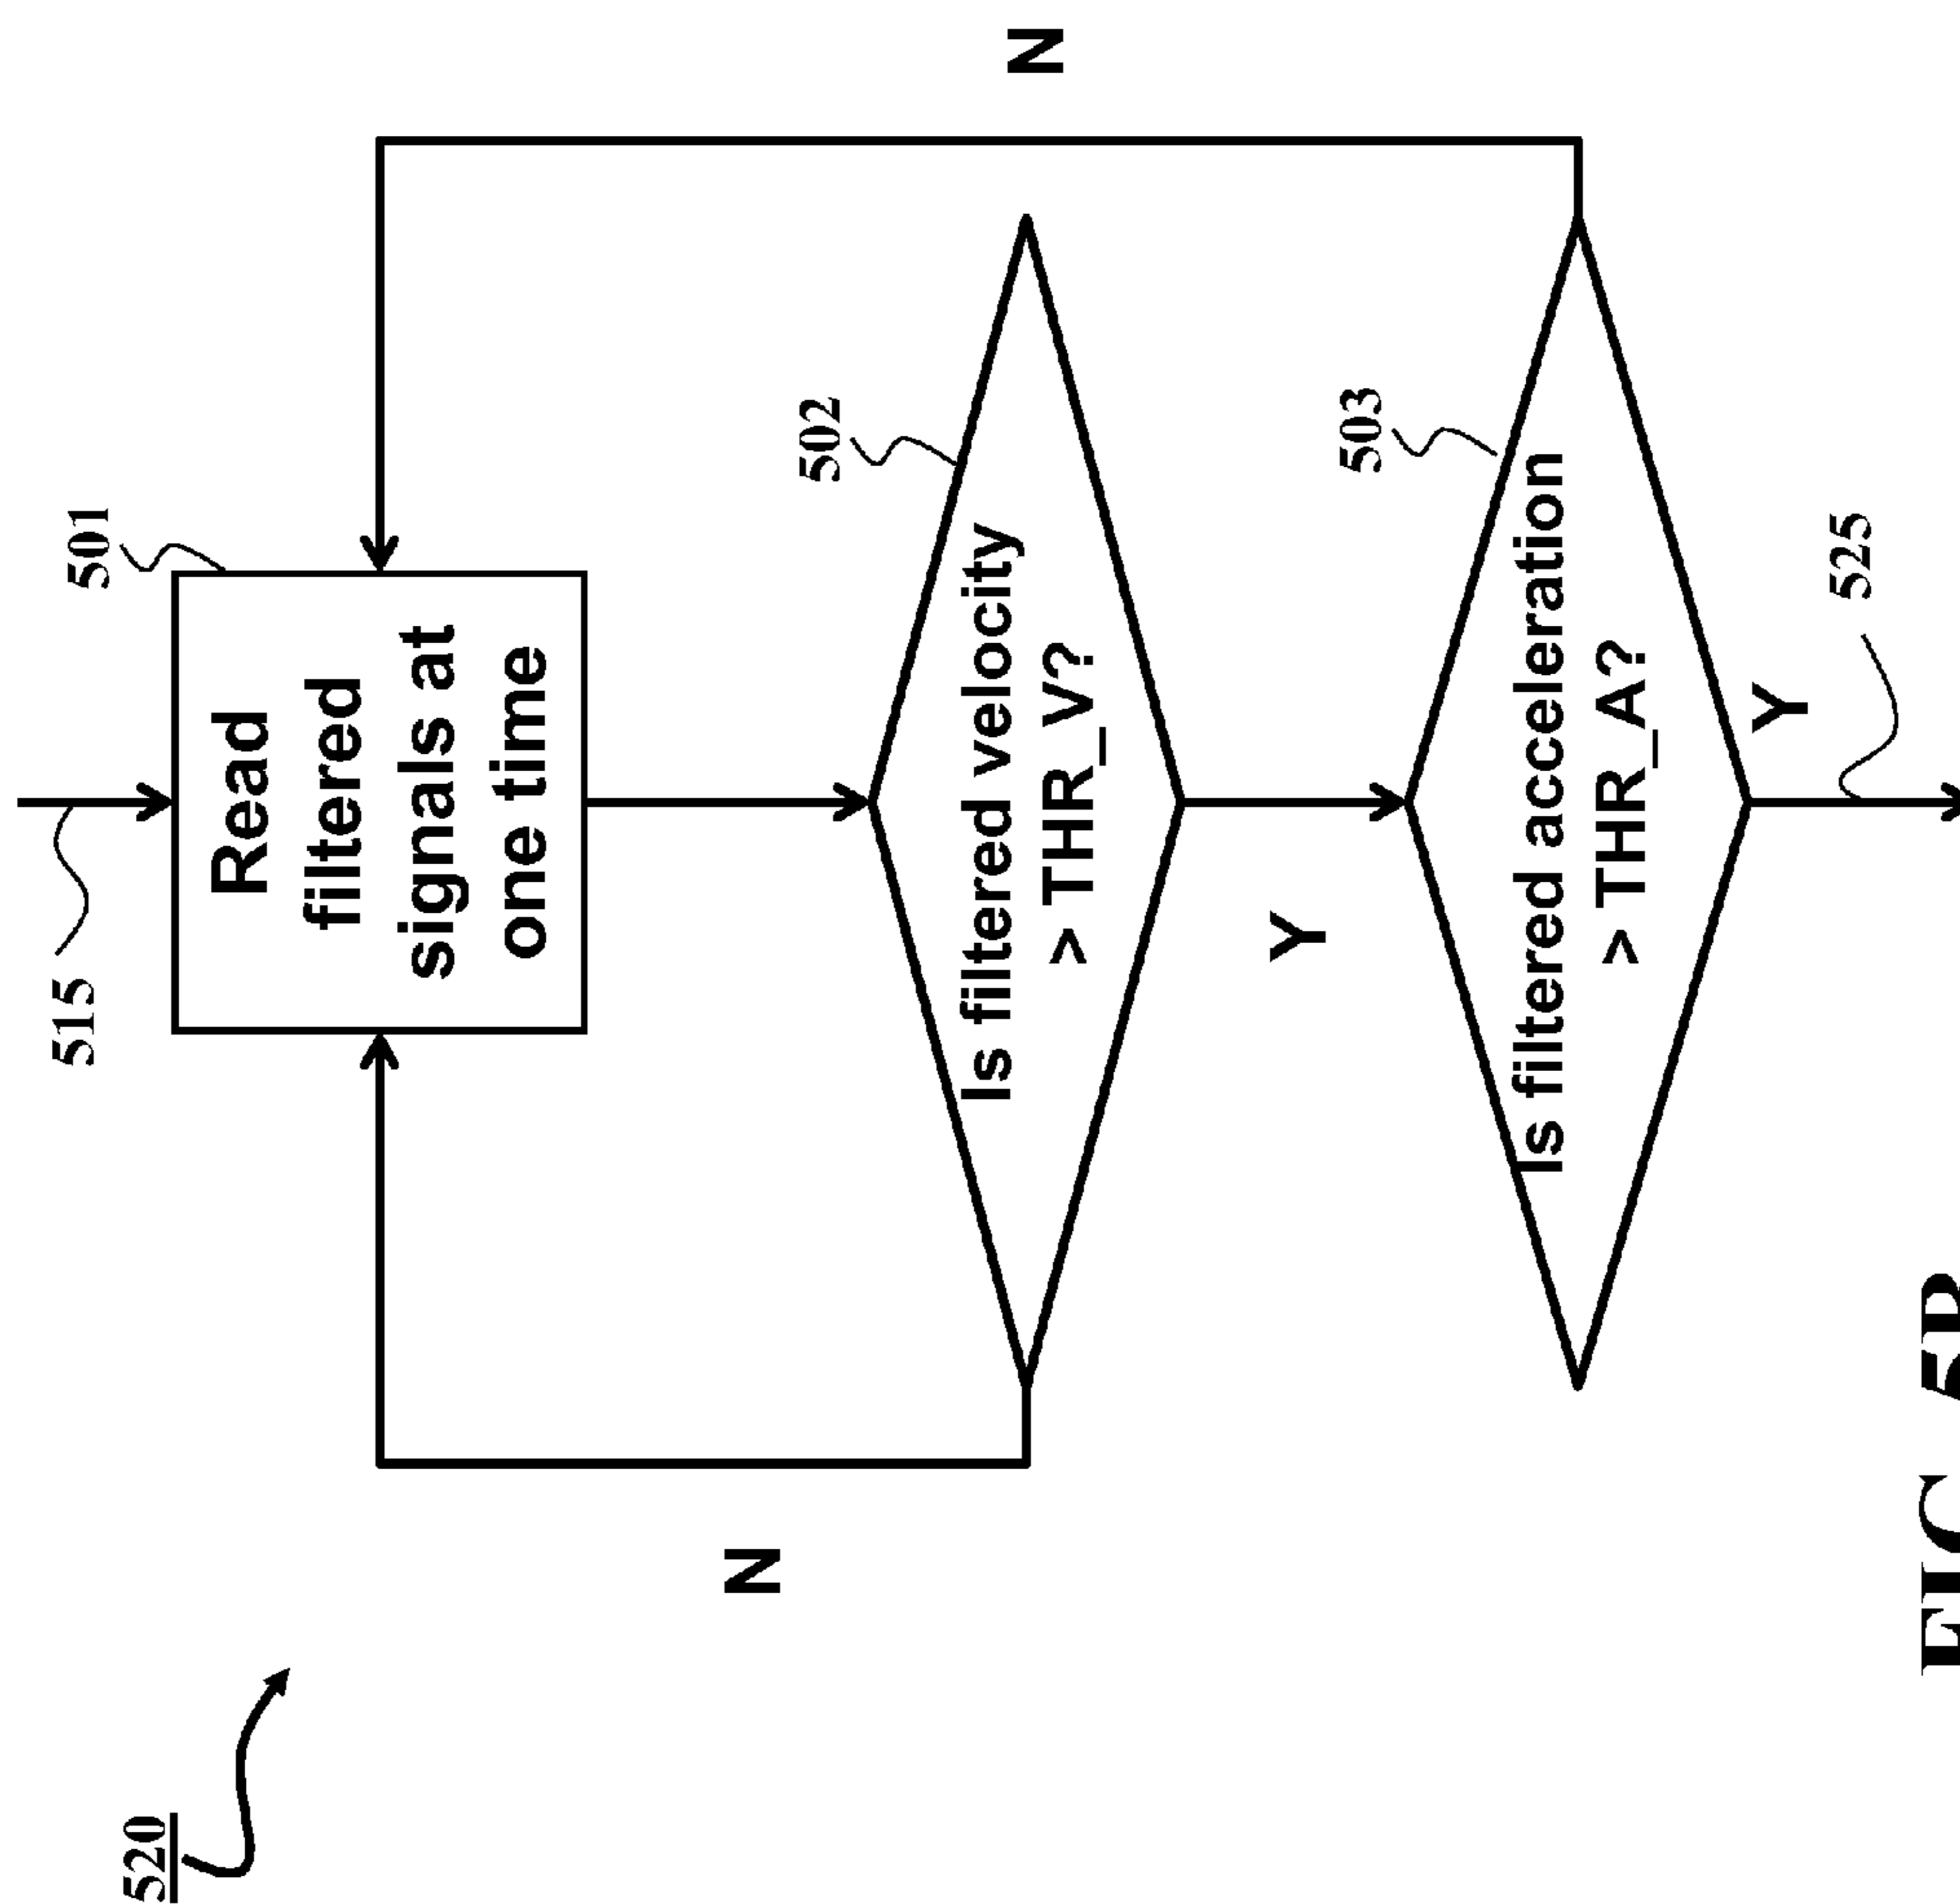 520
515
501
Read
filtered
signals at
one time
N
502
Is filtered velocity
> THR_V?
N
Y
503
Is filtered acceleration
> THR_A?
Y
525
FIG. 5B